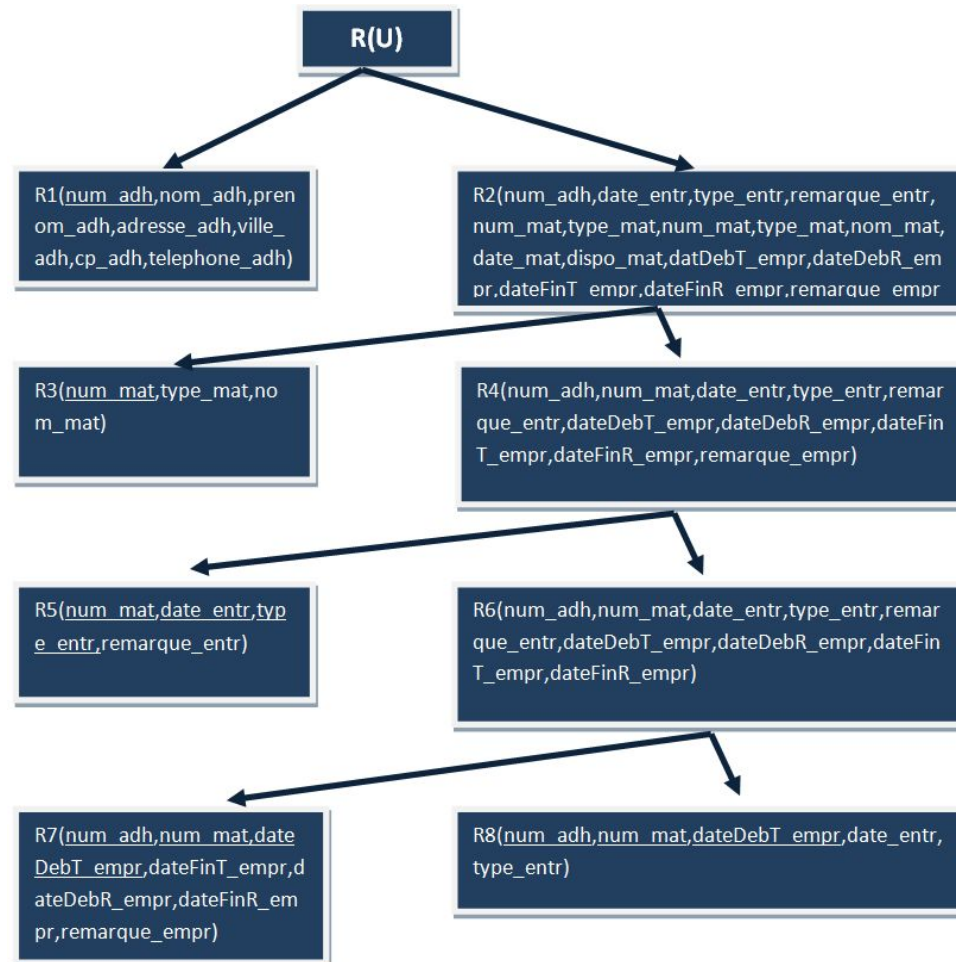 R(U)
R1(num_adh,nom_adh,pren
om_adh,adresse_adh,ville_
adh,cp_adh,telephone_adh)
R2(num_adh,date_entr,type_entr,remarque_entr,
num_mat,type_mat,num_mat,type_mat,nom_mat,
date_mat,dispo_mat,datDebT_empr,dateDebR_em
pr,dateFinT_empr,dateFinR_empr,remarque_empr
R3(num_mat,type_mat,no
m_mat)
R4(num_adh,num_mat,date_entr,type_entr,remar
que_entr,dateDebT_empr,dateDebR_empr,dateFin
T_empr,dateFinR_empr,remarque_empr)
R5(num_mat,date_entr,typ
e_entr,remarque_entr)
R6(num_adh,num_mat,date_entr,type_entr,remar
que_entr,dateDebT_empr,dateDebR_empr,dateFin
T_empr,dateFinR_empr)
R7(num_adh,num_mat,date
DebT_empr,dateFinT_empr,d
ateDebR_empr,dateFinR_em
pr,remarque_empr)
R8(num_adh,num_mat,dateDebT_empr,date_entr,
type_entr)